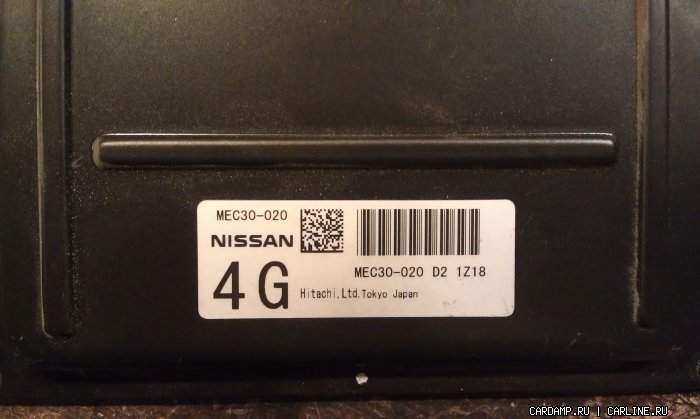 MEC30-020
NISSAN
MEC30-020 D2 1Z18
4G
Hitachi,Ltd.Tokyo Japan
CARDAMP.RU | CARLINE.RU